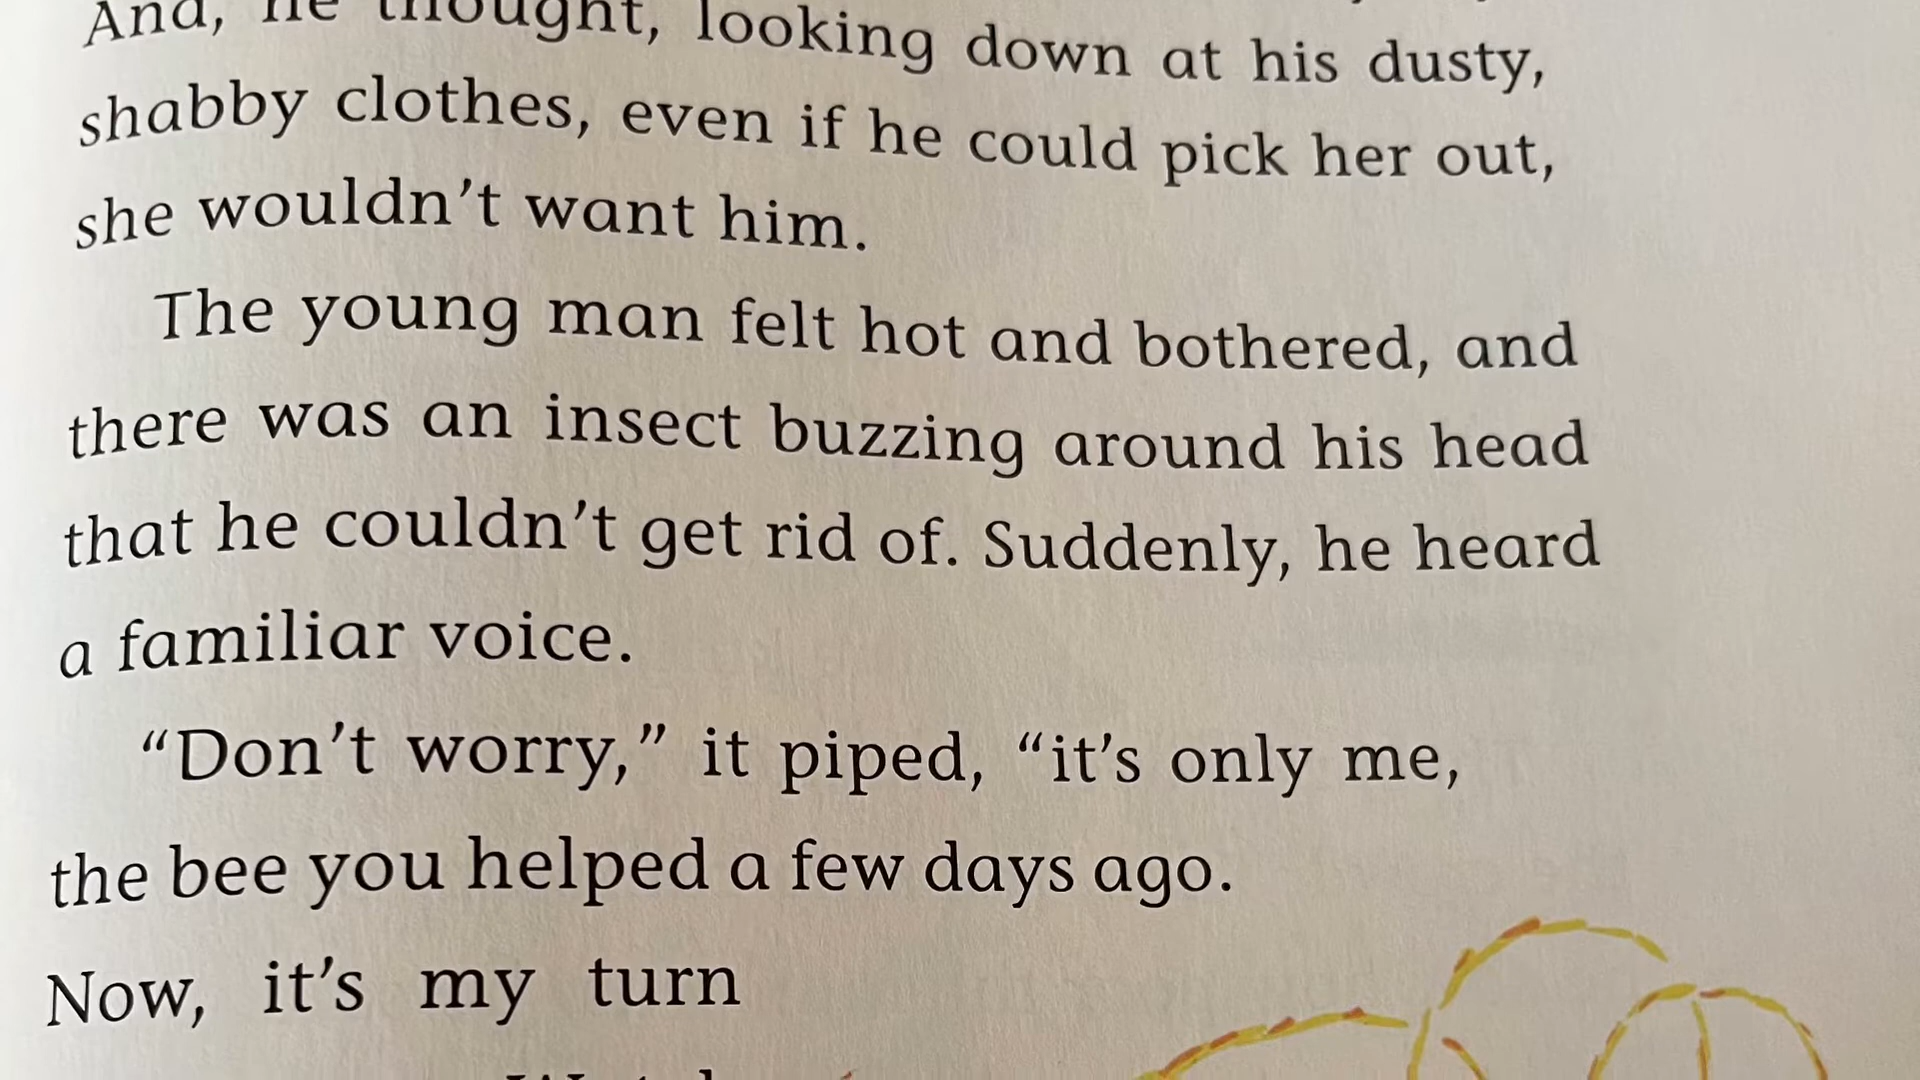 And, he thought, looking down at his dusty,
shabby clothes, even if he could pick her out,
she wouldn’t want him.
The young man felt hot and bothered, and
there was an insect buzzing around his head
that he couldn’t get rid of. Suddenly, he heard
a familiar voice.
“Don’t worry,” it piped, “it’s only me,
the bee you helped a few days ago.
Now, it’s my turn